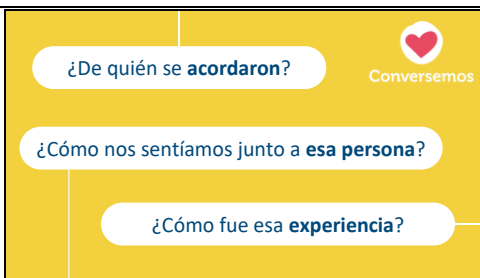 ¿De quién se acordaron?
Conversemos
¿Cómo nos sentíamos junto a esa persona?
¿Cómo fue esa experiencia?